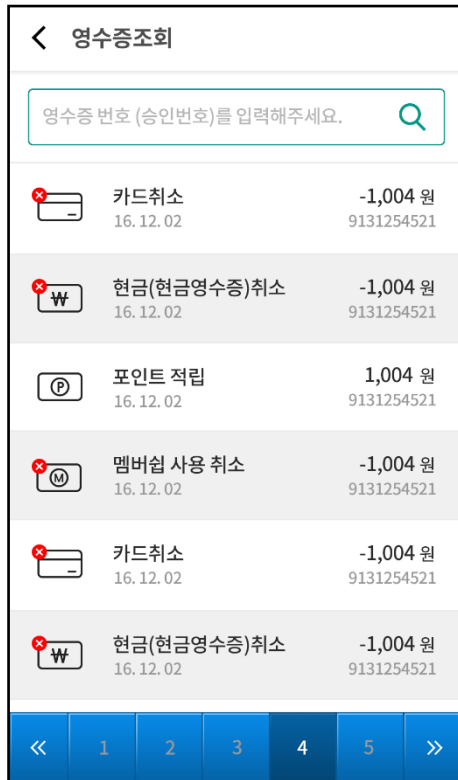 영수증조회
영수증 번호 (승인번호)를 입력해주세요.
카드취소 -1,004 원
16. 12. 02 9131254521
₩ 현금(현금영수증)취소 -1,004 원
16. 12. 02 9131254521
P 포인트 적립 1,004 원
16. 12. 02 9131254521
M 멤버쉽 사용 취소 -1,004 원
16. 12. 02 9131254521
카드취소 -1,004 원
16. 12. 02 9131254521
₩ 현금(현금영수증)취소 -1,004 원
16. 12. 02 9131254521
« 1 2 3 4 5 »